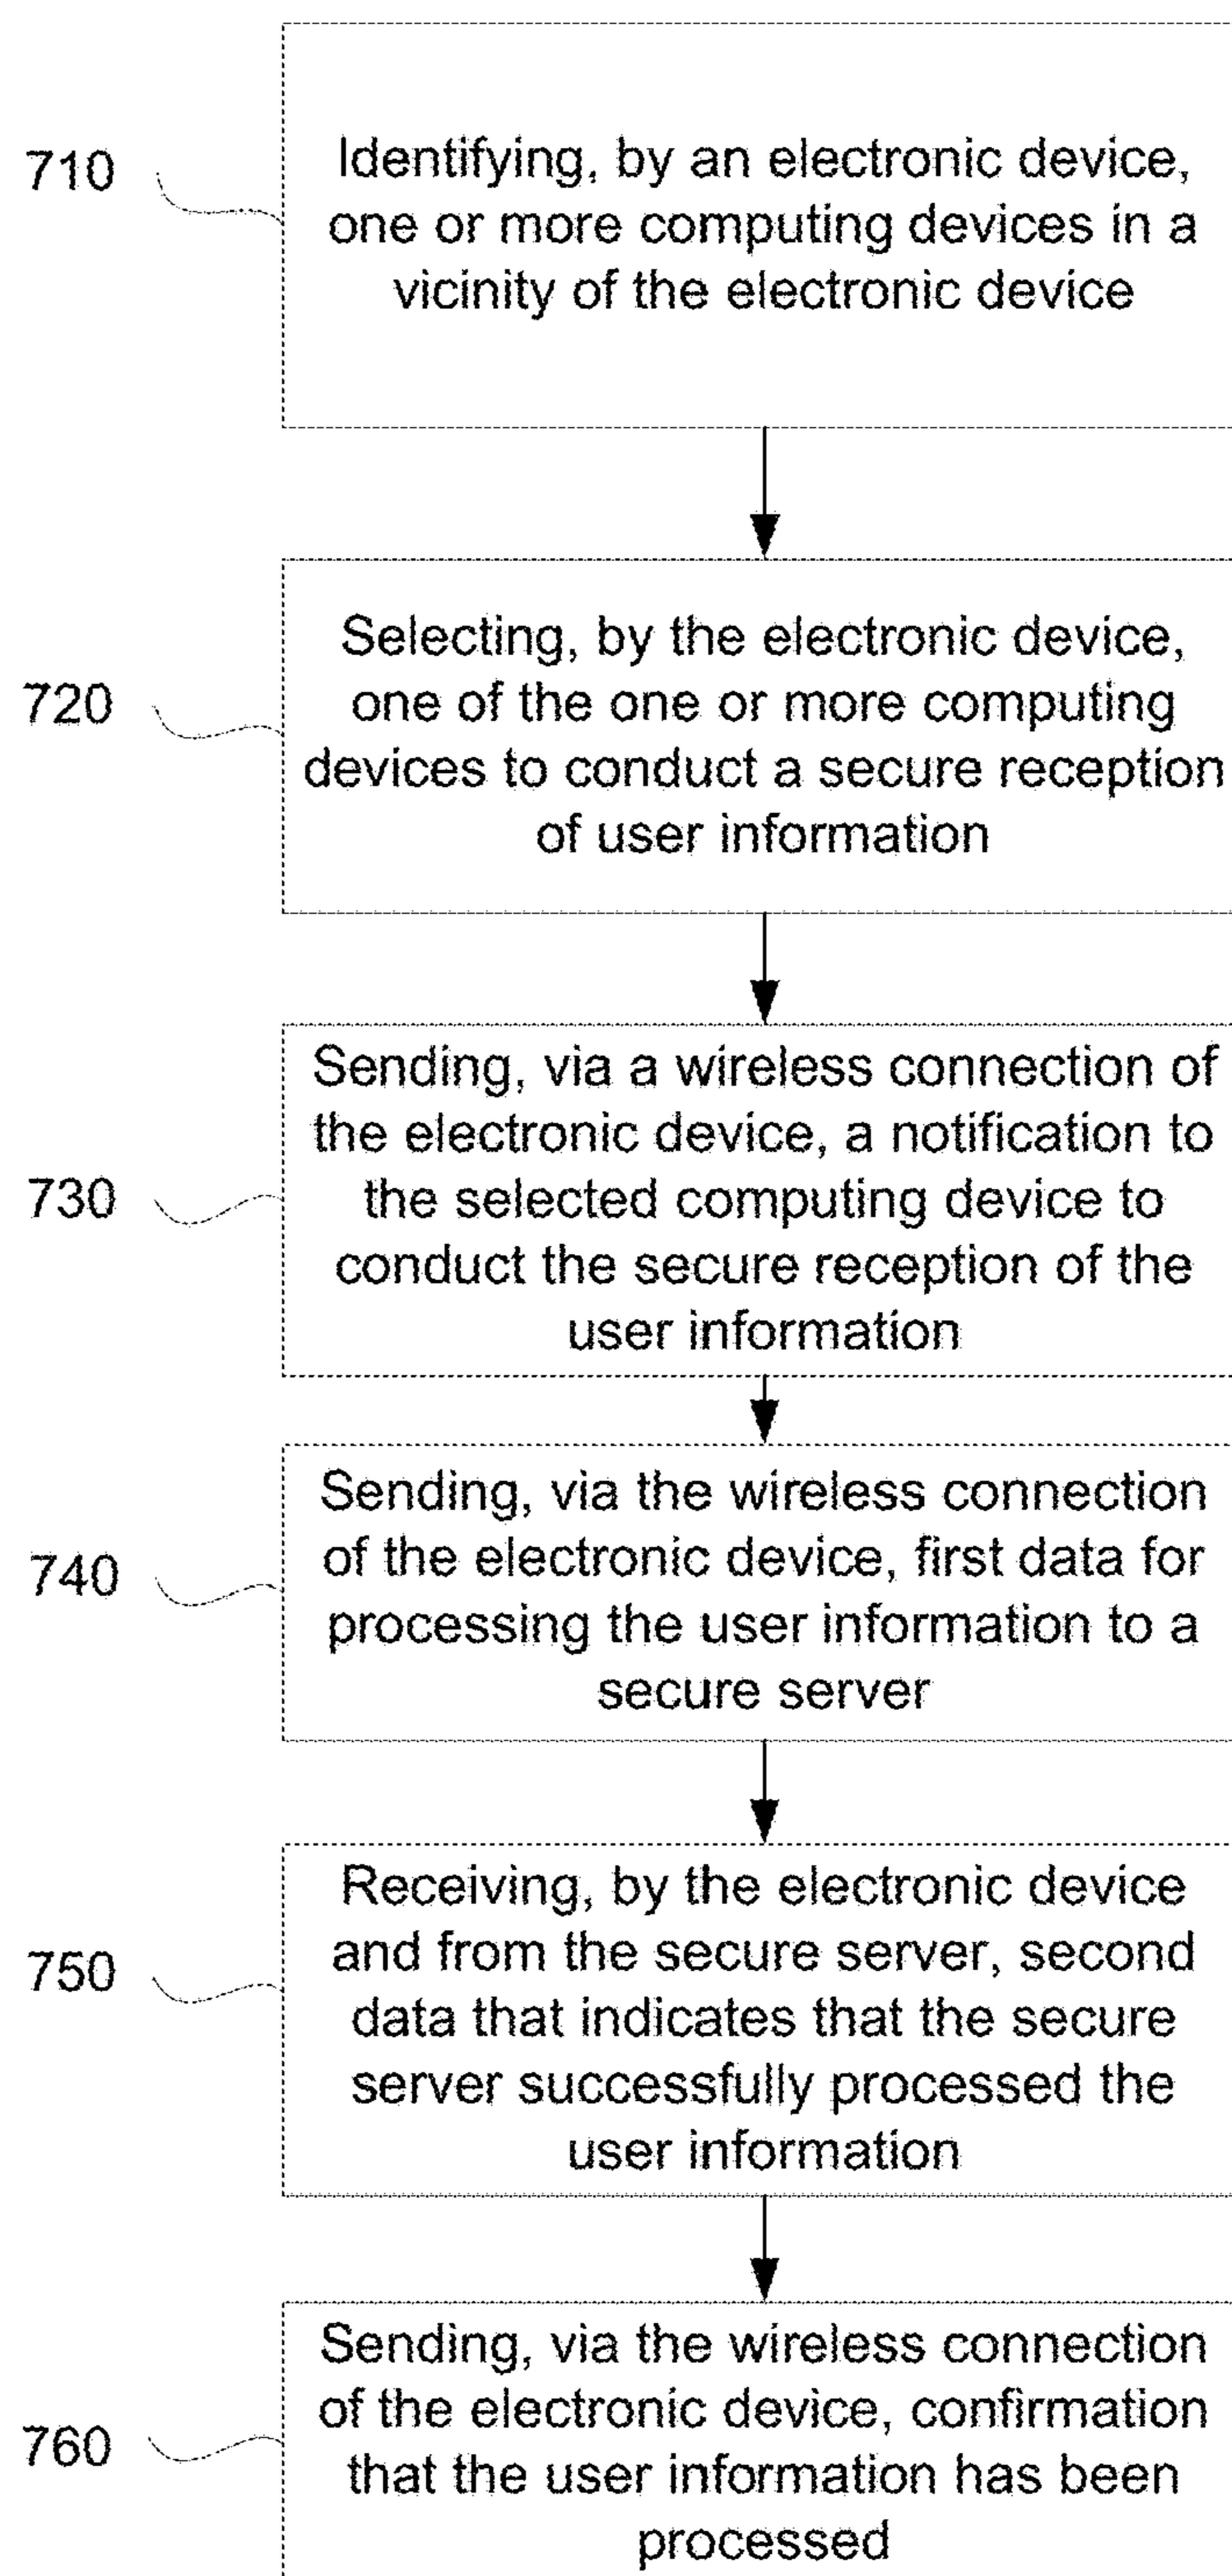 710
Identifying, by an electronic device,
one or more computing devices in a
vicinity of the electronic device
720
Selecting, by the electronic device,
one of the one or more computing
devices to conduct a secure reception
of user information
730
Sending, via a wireless connection of
the electronic device, a notification to
the selected computing device to
conduct the secure reception of the
user information
740
Sending, via the wireless connection
of the electronic device, first data for
processing the user information to a
secure server
750
Receiving, by the electronic device
and from the secure server, second
data that indicates that the secure
server successfully processed the
user information
760
Sending, via the wireless connection
of the electronic device, confirmation
that the user information has been
processed